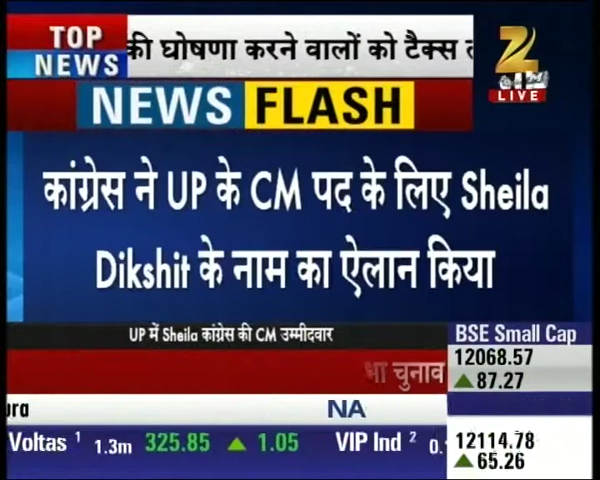 TOP NEWS
की घोषणा करने वालों को टैक्स
LIVE
NEWS FLASH
कांग्रेस ने UP के CM पद के लिए Sheila
Dikshit के नाम का ऐलान किया
UP में Sheila कांग्रेस की CM उम्मीदवार
BSE Small Cap
12068.57
▲87.27
चुनाव
NA
Voltas 1 1.3m 325.85 ▲ 1.05 VIP Ind 2
12114.78
▲65.26